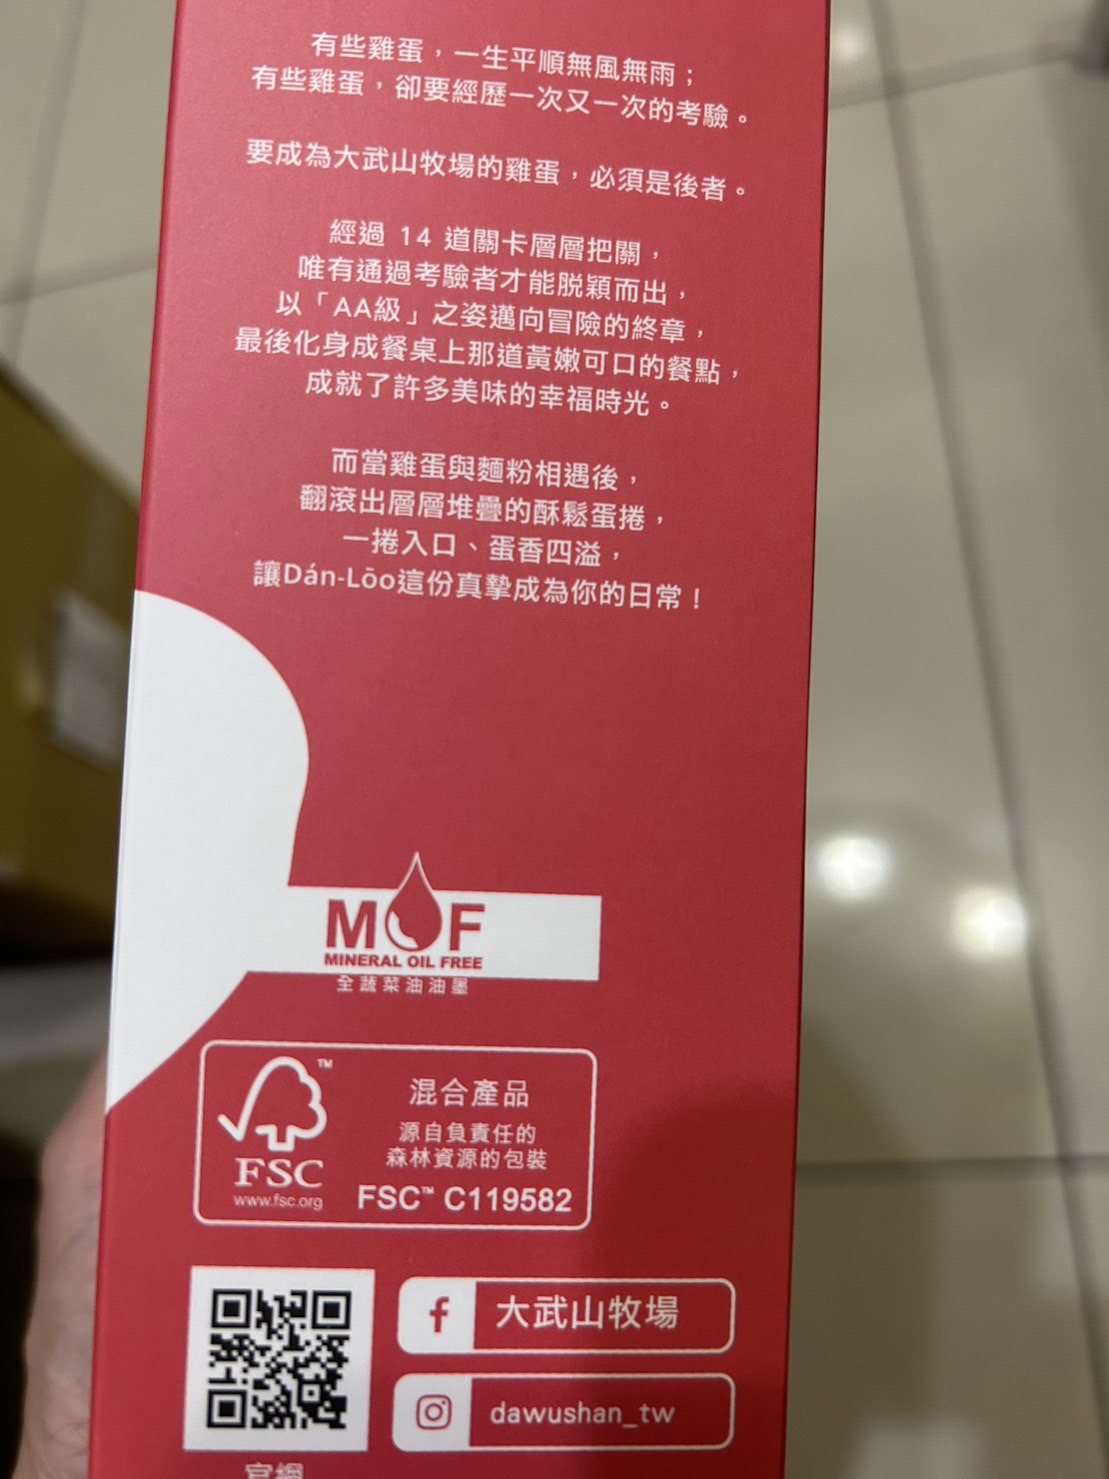 有些雞蛋，一生平順無風無雨；
有些雞蛋，卻要經歷一次又一次的考驗。
要成為大武山牧場的雞蛋，必須是後者。
經過 14 道關卡層層把關，
唯有通過考驗者才能脫穎而出，
以「AA級」之姿邁向冒險的終章，
最後化身成餐桌上那道黃嫩可口的餐點，
成就了許多美味的幸福時光。
而當雞蛋與麵粉相遇後，
翻滾出層層堆疊的酥鬆蛋捲，
一捲入口、蛋香四溢，
讓Dán-Lōo這份真摯成為你的日常！
MOF
MINERAL OIL FREE
全蔬菜油油墨
TM
FSC
www.fsc.org
混合產品
源自負責任的
森林資源的包裝
FSC™ C119582
大武山牧場
dawushan_tw
官網